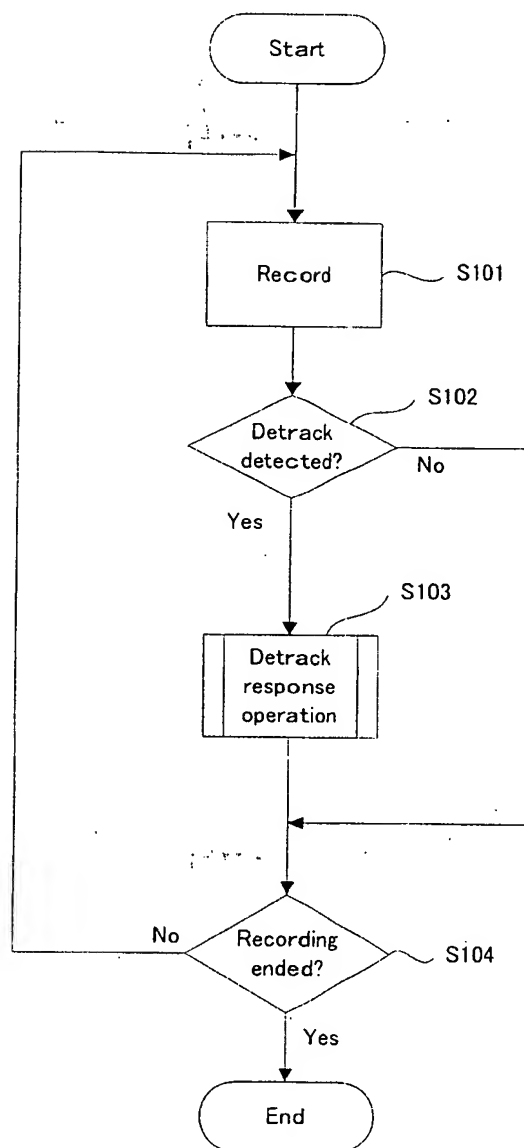 Start
Record
S101
S102
Detrack
detected?
No
Yes
S103
Detrack
response
operation
No
Recording
ended?
S104
Yes
End